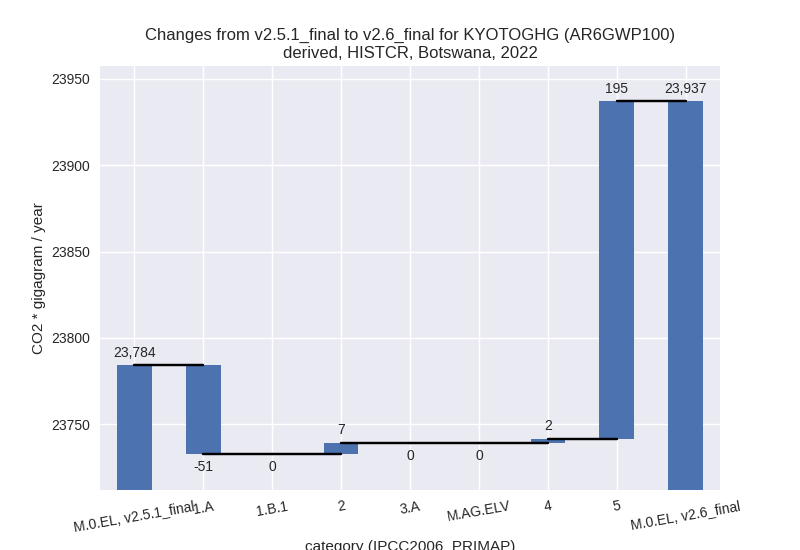 Changes from v2.5.1_final to v2.6_final for KYOTOGHG (AR6GWP100)
derived, HISTCR, Botswana, 2022
CO2 * gigagram / year
23950
23900
23850
23800
23750
23,784
-51
0
7
0
0
2
195
23,937
M.0.EL, v2.5.1_final
1.A
1.B.1
2
3.A
M.AG.ELV
4
5
M.0.EL, v2.6_final
category (IPCC2006_PRIMAP)